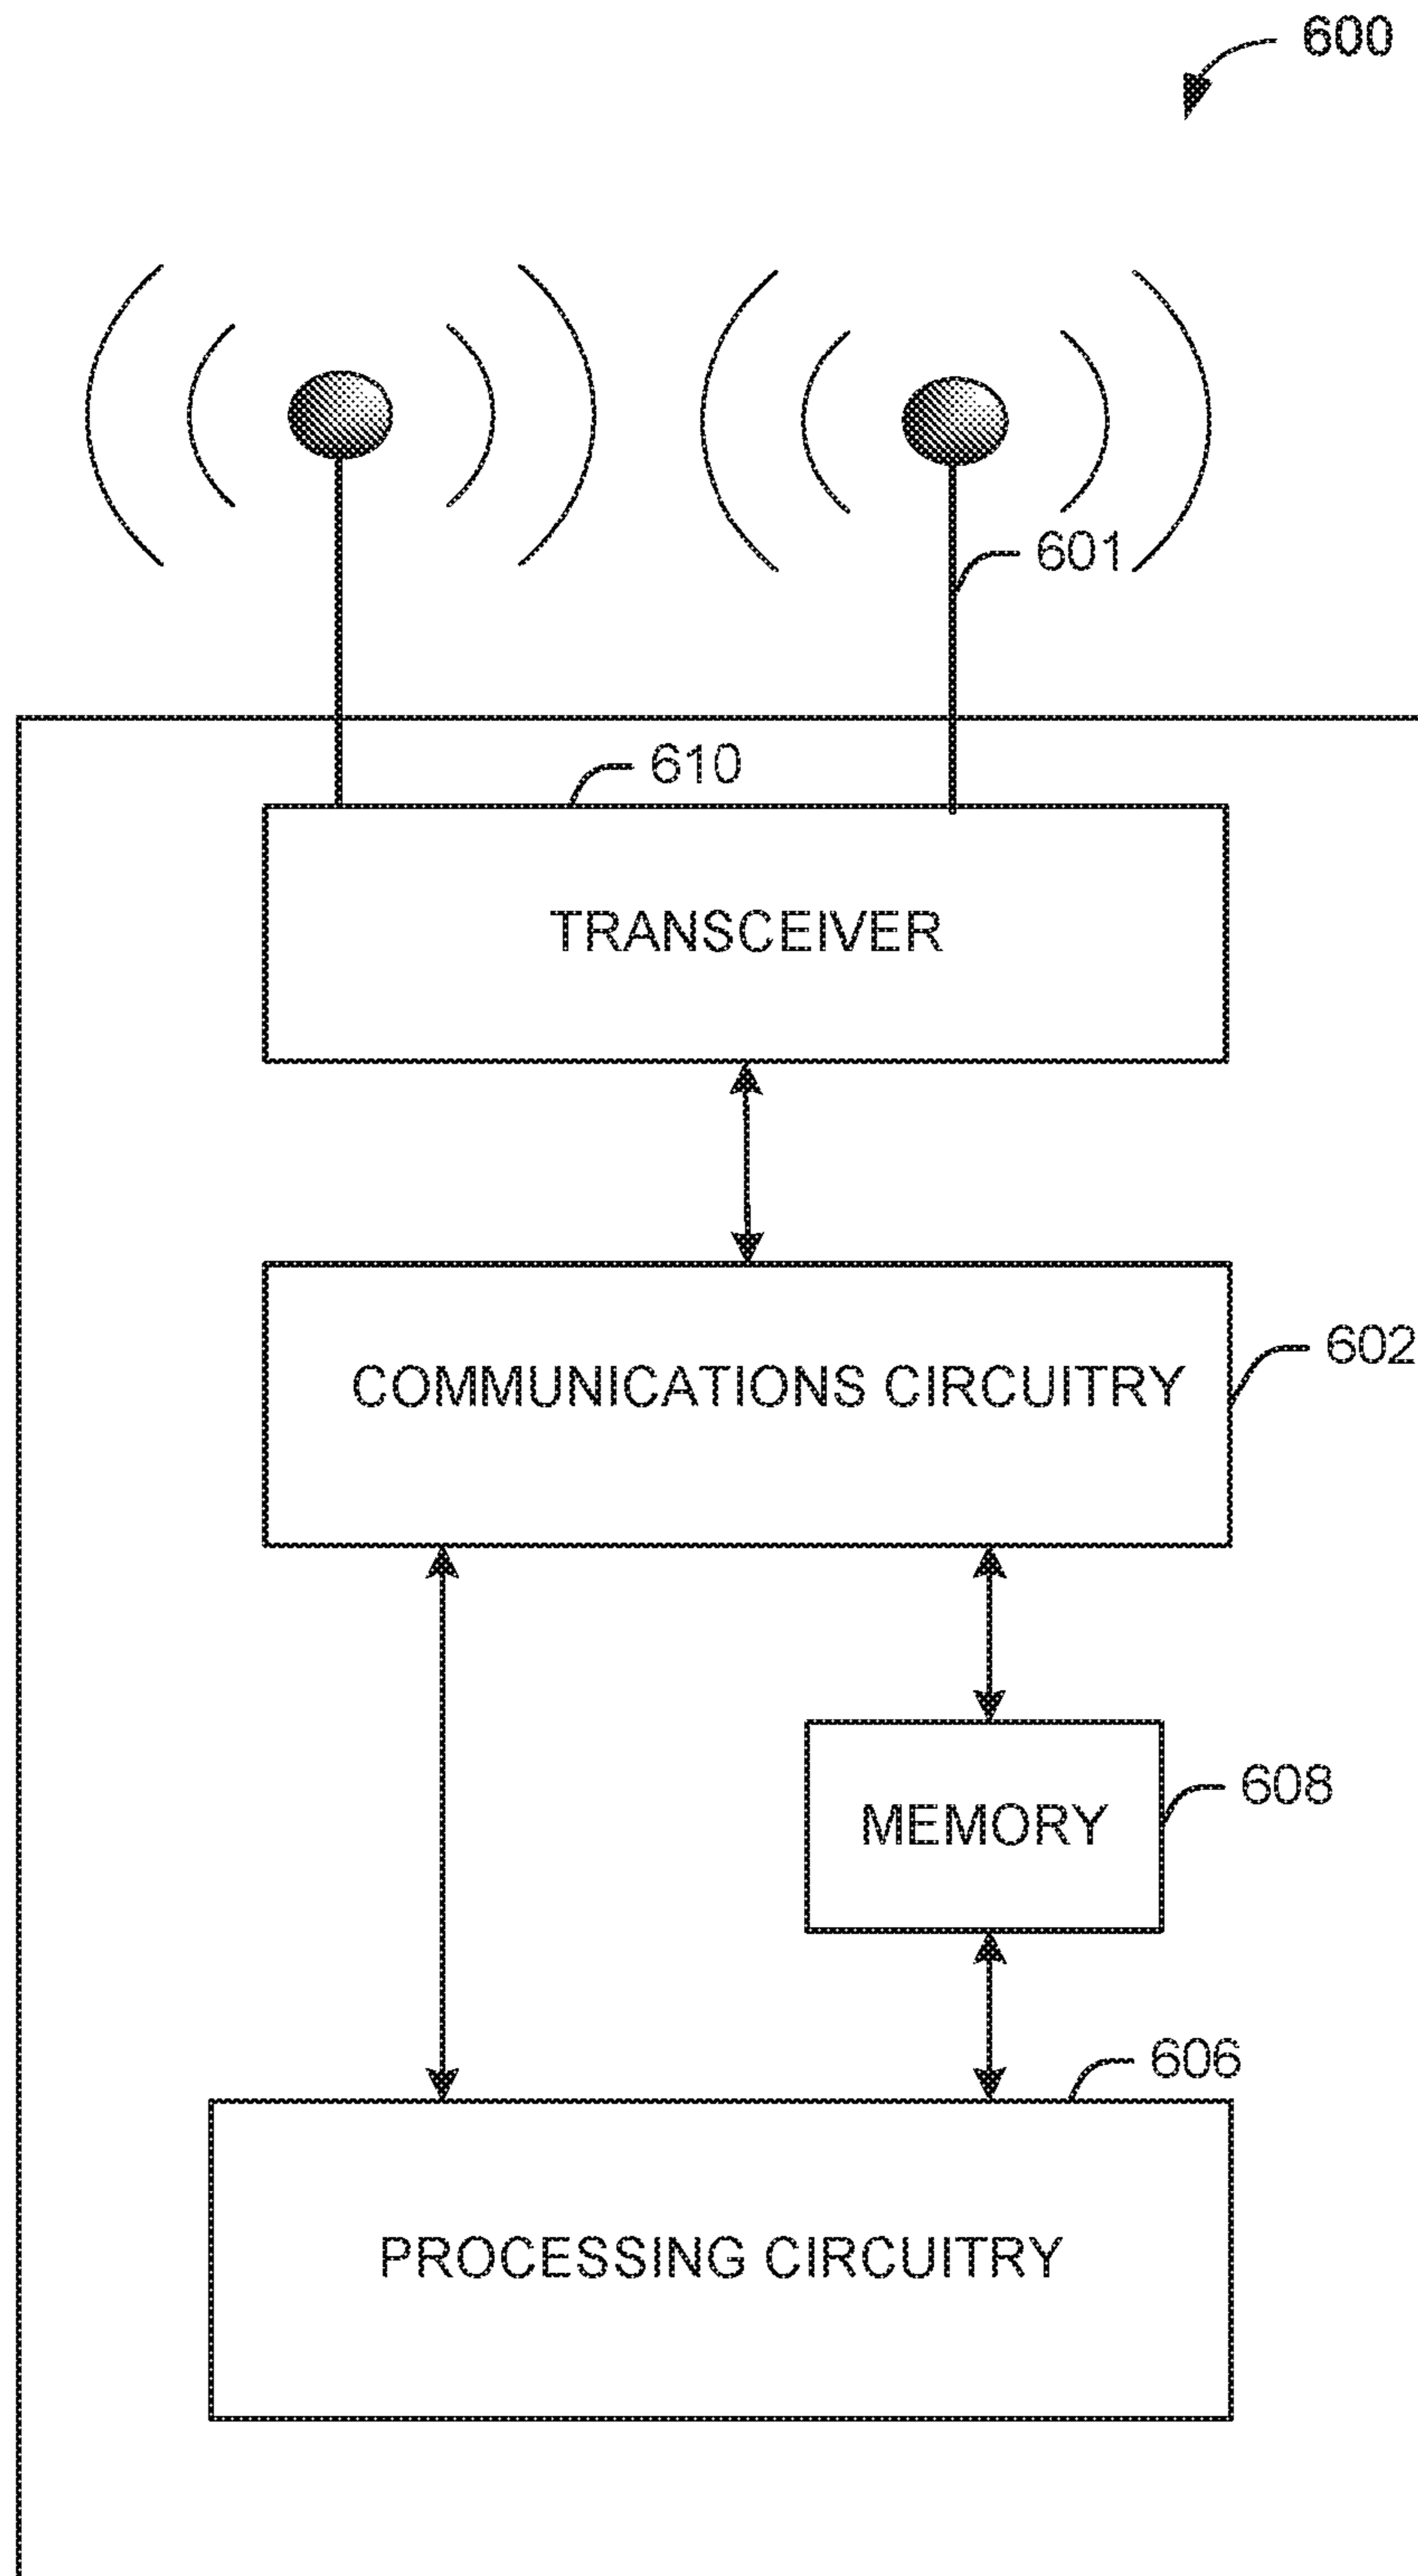 600
601
610
TRANSCEIVER
602
COMMUNICATIONS CIRCUITRY
608
MEMORY
606
PROCESSING CIRCUITRY